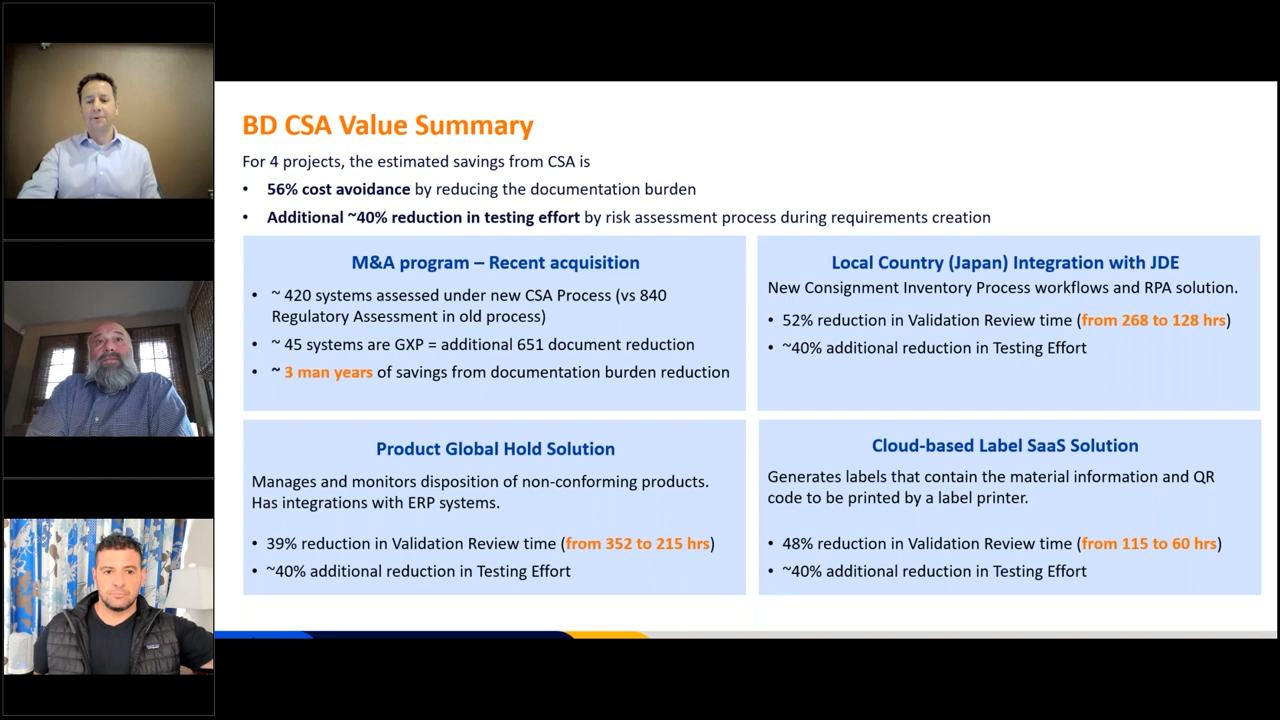 BD CSA Value Summary
For 4 projects, the estimated savings from CSA is
• 56% cost avoidance by reducing the documentation burden
• Additional ~40% reduction in testing effort by risk assessment process during requirements creation
M&A program – Recent acquisition
• ~ 420 systems assessed under new CSA Process (vs 840
Regulatory Assessment in old process)
• ~ 45 systems are GXP = additional 651 document reduction
• ~ 3 man years of savings from documentation burden reduction
Local Country (Japan) Integration with JDE
New Consignment Inventory Process workflows and RPA solution.
• 52% reduction in Validation Review time (from 268 to 128 hrs)
• ~40% additional reduction in Testing Effort
Product Global Hold Solution
Manages and monitors disposition of non-conforming products.
Has integrations with ERP systems.
• 39% reduction in Validation Review time (from 352 to 215 hrs)
• ~40% additional reduction in Testing Effort
Cloud-based Label SaaS Solution
Generates labels that contain the material information and QR
code to be printed by a label printer.
• 48% reduction in Validation Review time (from 115 to 60 hrs)
• ~40% additional reduction in Testing Effort